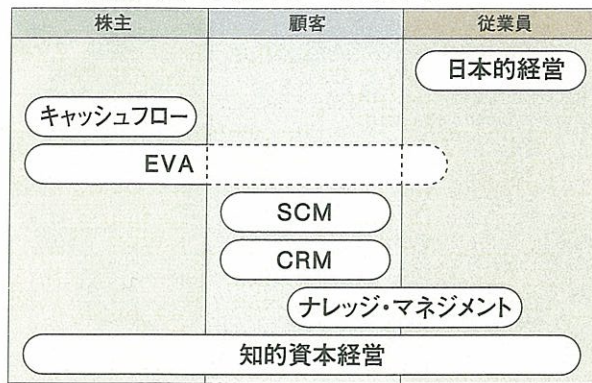 株主 顧客 従業員
日本的経営
キャッシュフロー
EVA
SCM
CRM
ナレッジ・マネジメント
知的資本経営